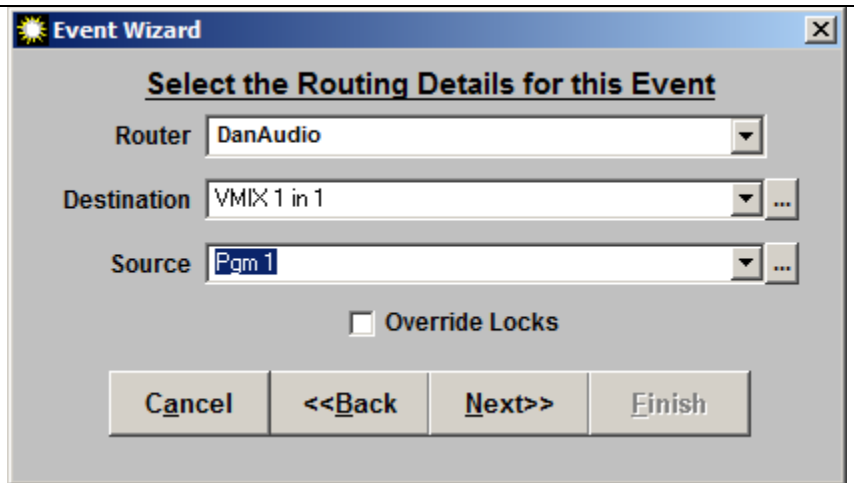 Event Wizard
Select the Routing Details for this Event
Router DanAudio
Destination VMIX 1 in 1 ...
Source Pgm 1 ...
Override Locks
Cancel <<Back Next>> Finish